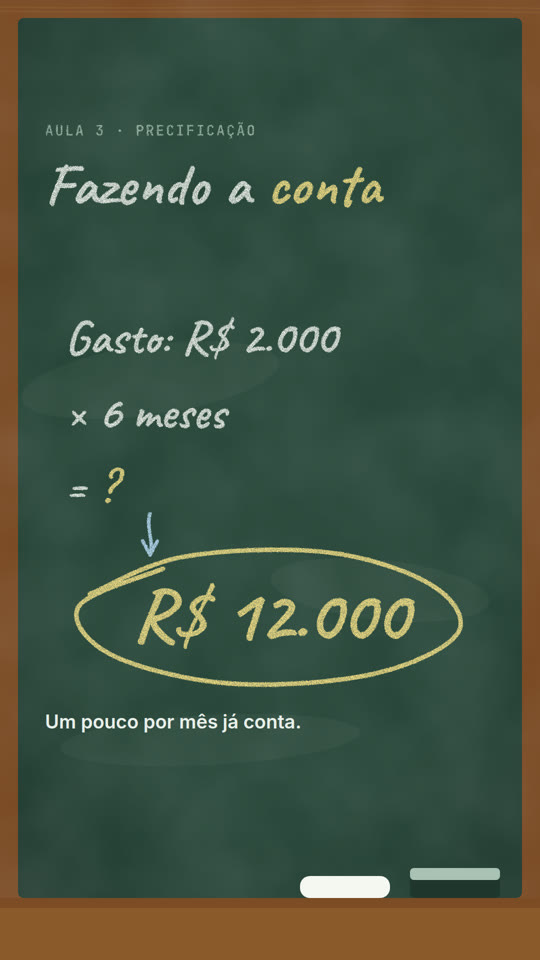 AULA 3 · PRECIFICAÇÃO
Fazendo a conta
Gasto: R$ 2.000
× 6 meses
= ?
R$ 12.000
Um pouco por mês já conta.